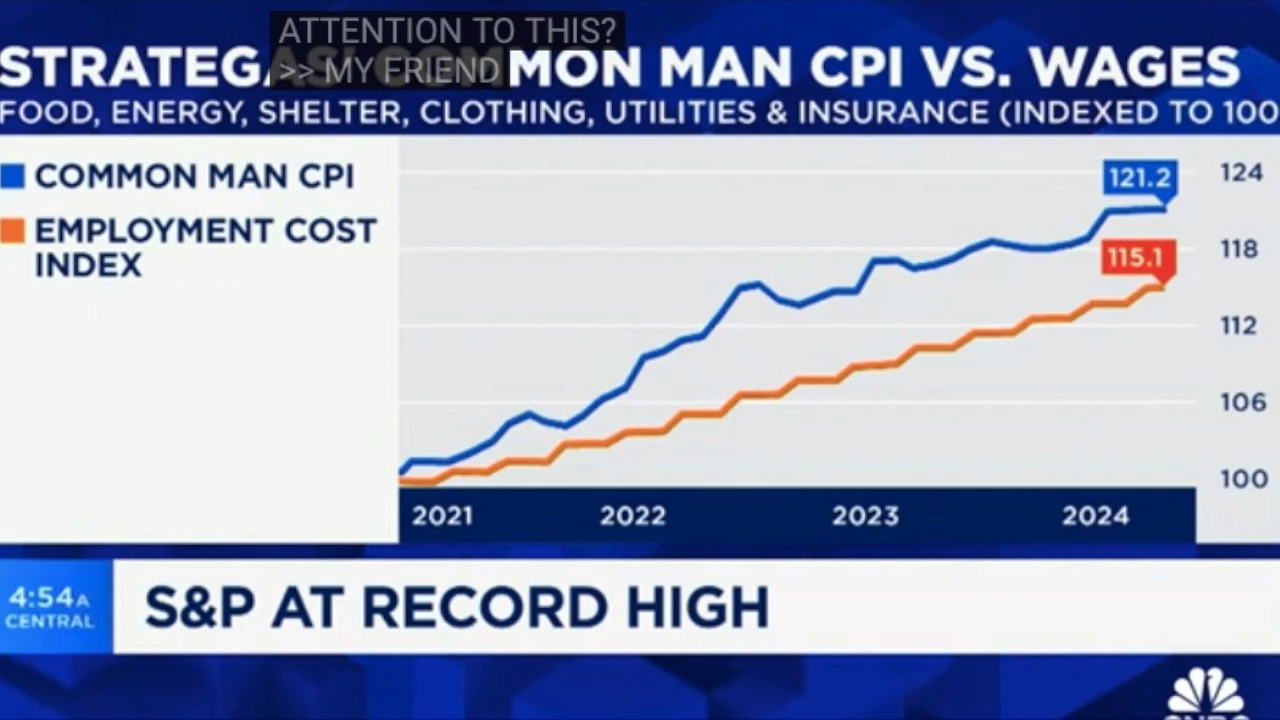 ATTENTION TO THIS?
>> MY FRIEND
STRATEGAS' COMMON MAN CPI VS. WAGES
FOOD, ENERGY, SHELTER, CLOTHING, UTILITIES & INSURANCE (INDEXED TO 100
COMMON MAN CPI
EMPLOYMENT COST
INDEX
121.2
115.1
124
118
112
106
100
2021
2022
2023
2024
4:54A
CENTRAL
S&P AT RECORD HIGH